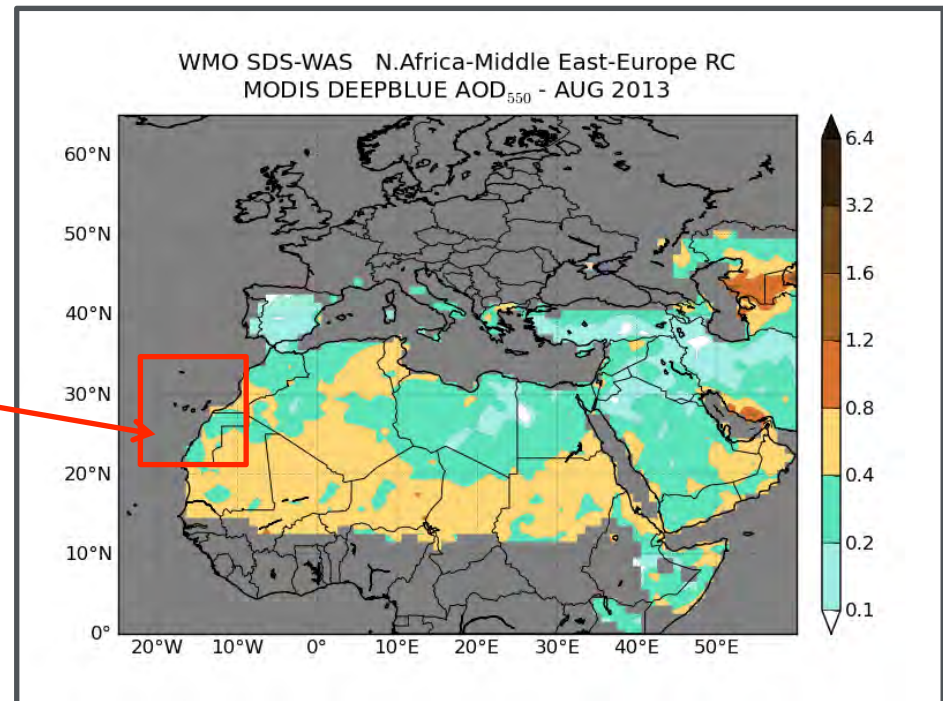 WMO SDS-WAS N.Africa-Middle East-Europe RC
MODIS DEEPBLUE AOD₅₅₀ - AUG 2013
60°N
50°N
40°N
30°N
20°N
10°N
0°
20°W 10°W 0° 10°E 20°E 30°E 40°E 50°E
6.4
3.2
1.6
1.2
0.8
0.4
0.2
0.1